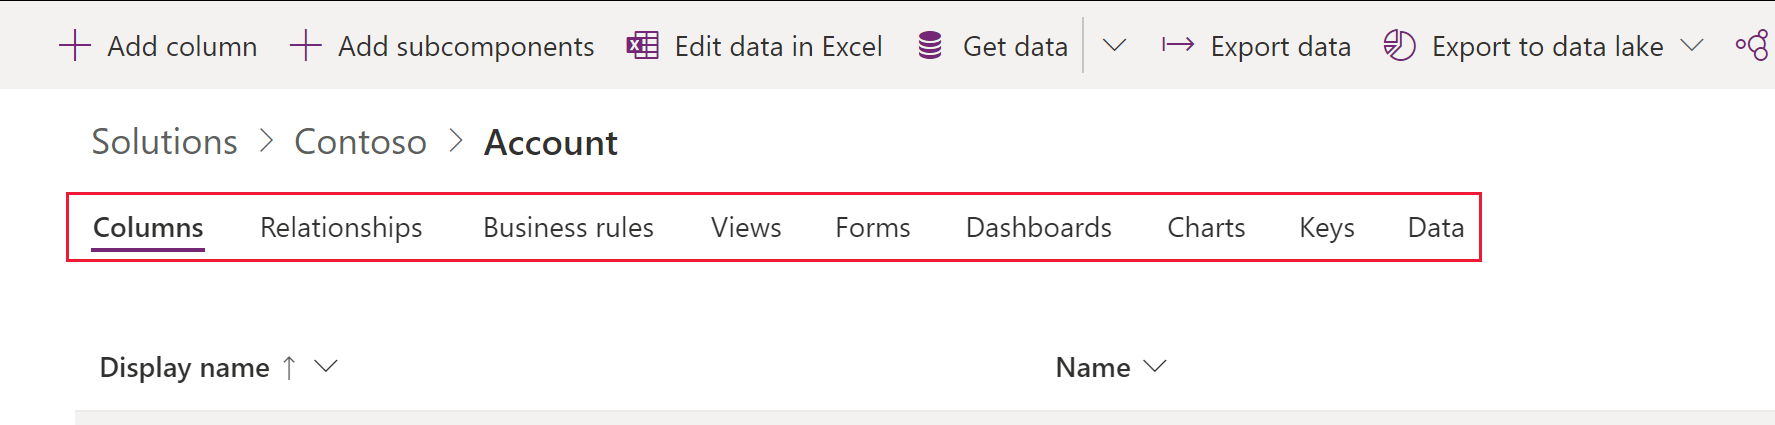 Add column Add subcomponents Edit data in Excel Get data Export data Export to data lake
Solutions > Contoso > Account
Columns Relationships Business rules Views Forms Dashboards Charts Keys Data
Display name ↑ Name